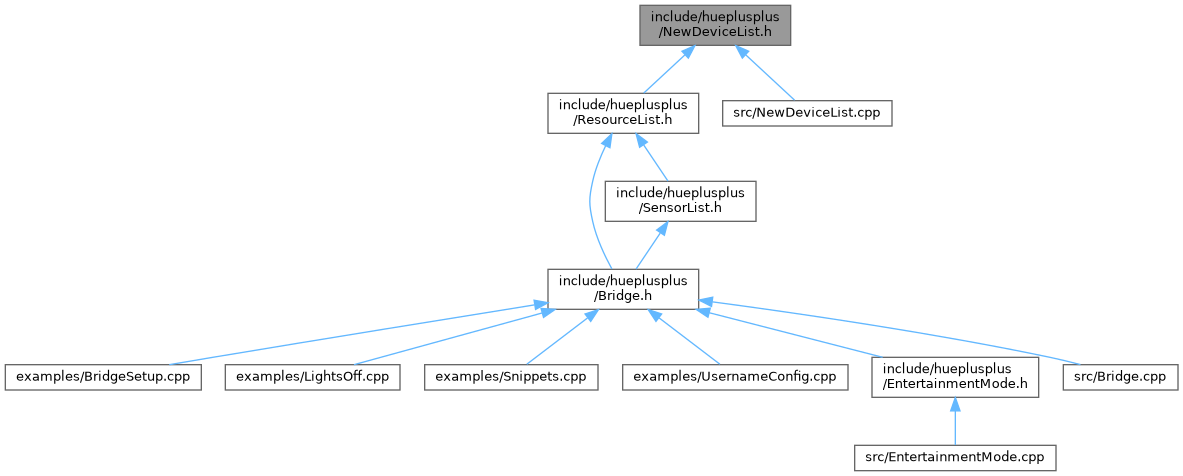 include/hueplusplus
/NewDeviceList.h
include/hueplusplus
/ResourceList.h
src/NewDeviceList.cpp
include/hueplusplus
/SensorList.h
include/hueplusplus
/Bridge.h
examples/BridgeSetup.cpp
examples/LightsOff.cpp
examples/Snippets.cpp
examples/UsernameConfig.cpp
include/hueplusplus
/EntertainmentMode.h
src/Bridge.cpp
src/EntertainmentMode.cpp